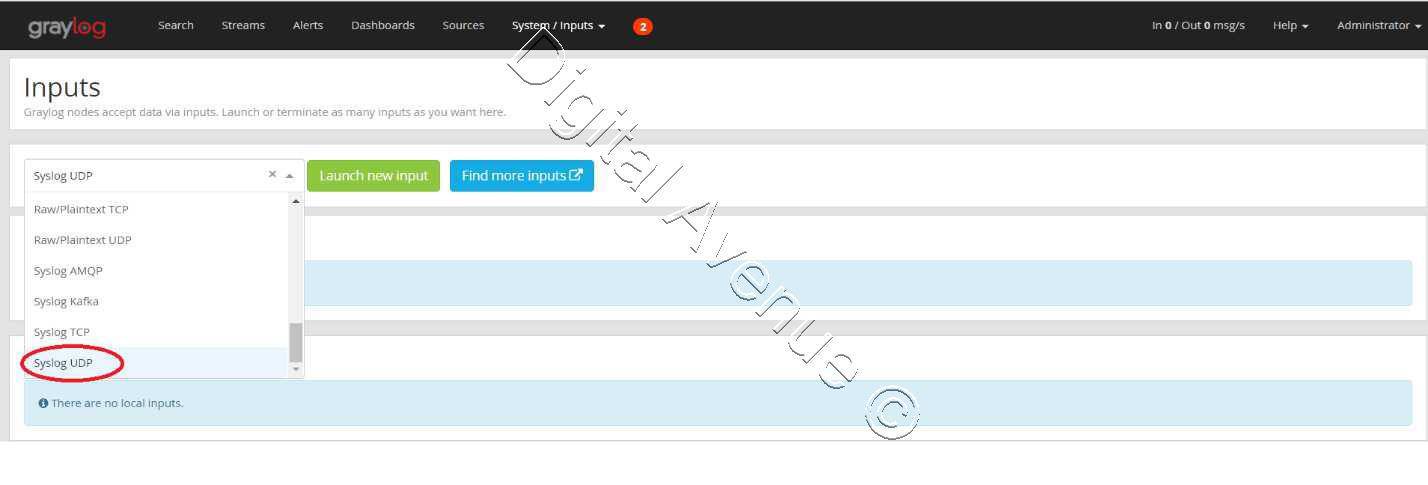 graylog Search Streams Alerts Dashboards Sources System / Inputs 2 In 0 / Out 0 msg/s Help Administrator
Inputs
Graylog nodes accept data via inputs. Launch or terminate as many inputs as you want here.
Syslog UDP × Launch new input Find more inputs
Raw/Plaintext TCP
Raw/Plaintext UDP
Syslog AMQP
Syslog Kafka
Syslog TCP
Syslog UDP
There are no local inputs.
Digital Avenue ©